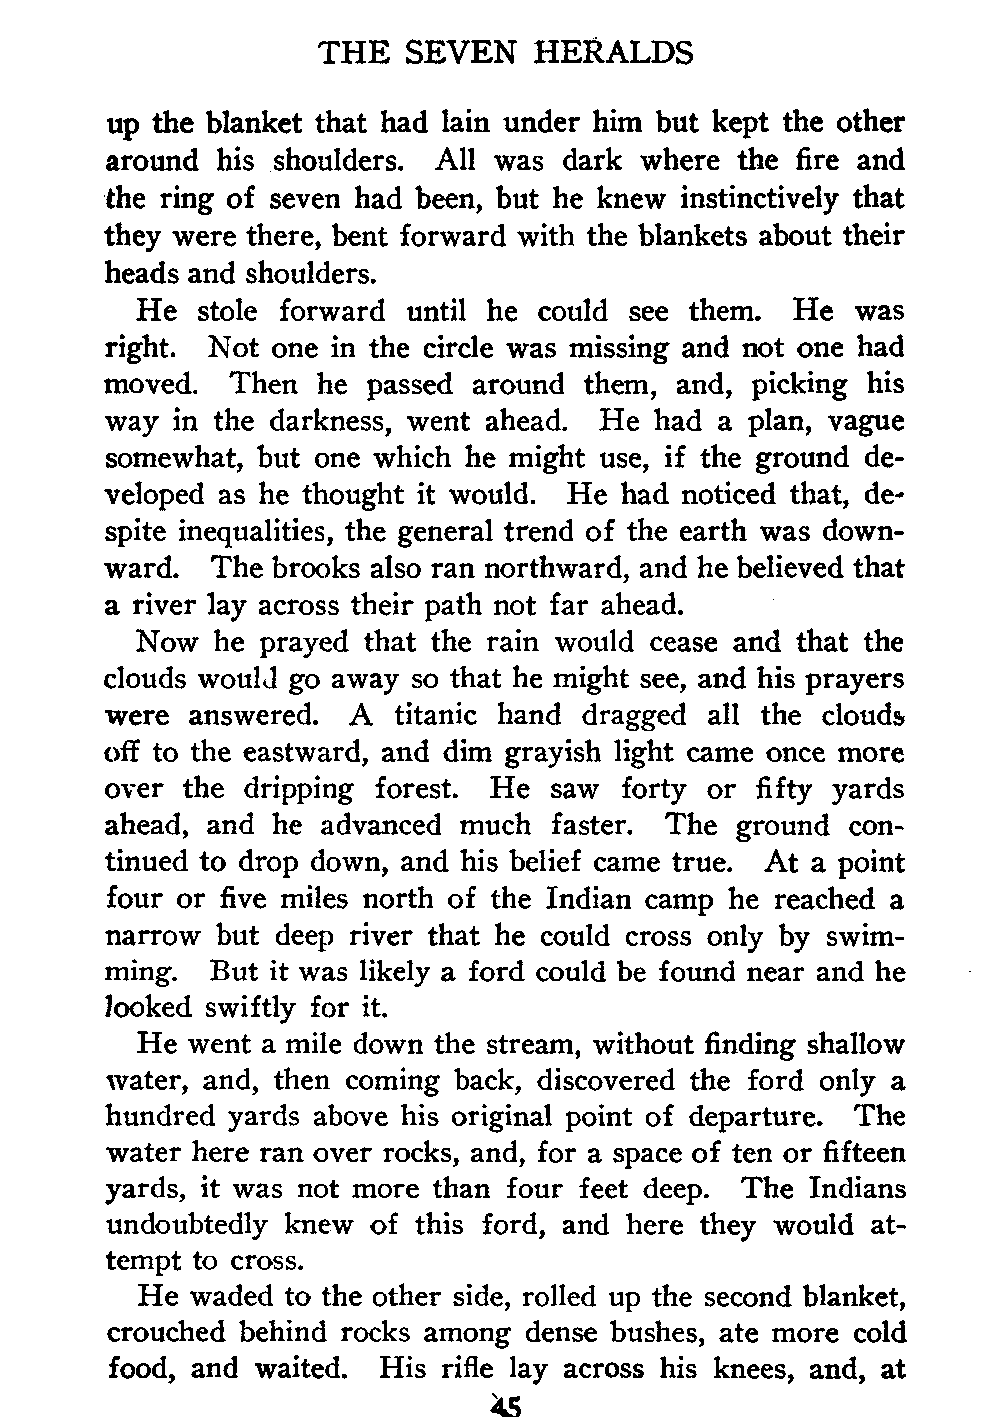 THE SEVEN HERALDS
up the blanket that had lain under him but kept the other
around his shoulders. All was dark where the fire and
the ring of seven had been, but he knew instinctively that
they were there, bent forward with the blankets about their
heads and shoulders.
He stole forward until he could see them. He was
right. Not one in the circle was missing and not one had
moved. Then he passed around them, and, picking his
way in the darkness, went ahead. He had a plan, vague
somewhat, but one which he might use, if the ground de-
veloped as he thought it would. He had noticed that, de-
spite inequalities, the general trend of the earth was down-
ward. The brooks also ran northward, and he believed that
a river lay across their path not far ahead.
Now he prayed that the rain would cease and that the
clouds would go away so that he might see, and his prayers
were answered. A titanic hand dragged all the clouds
off to the eastward, and dim grayish light came once more
over the dripping forest. He saw forty or fifty yards
ahead, and he advanced much faster. The ground con-
tinued to drop down, and his belief came true. At a point
four or five miles north of the Indian camp he reached a
narrow but deep river that he could cross only by swim-
ming. But it was likely a ford could be found near and he
looked swiftly for it.
He went a mile down the stream, without finding shallow
water, and, then coming back, discovered the ford only a
hundred yards above his original point of departure. The
water here ran over rocks, and, for a space of ten or fifteen
yards, it was not more than four feet deep. The Indians
undoubtedly knew of this ford, and here they would at-
tempt to cross.
He waded to the other side, rolled up the second blanket,
crouched behind rocks among dense bushes, ate more cold
food, and waited. His rifle lay across his knees, and, at
45